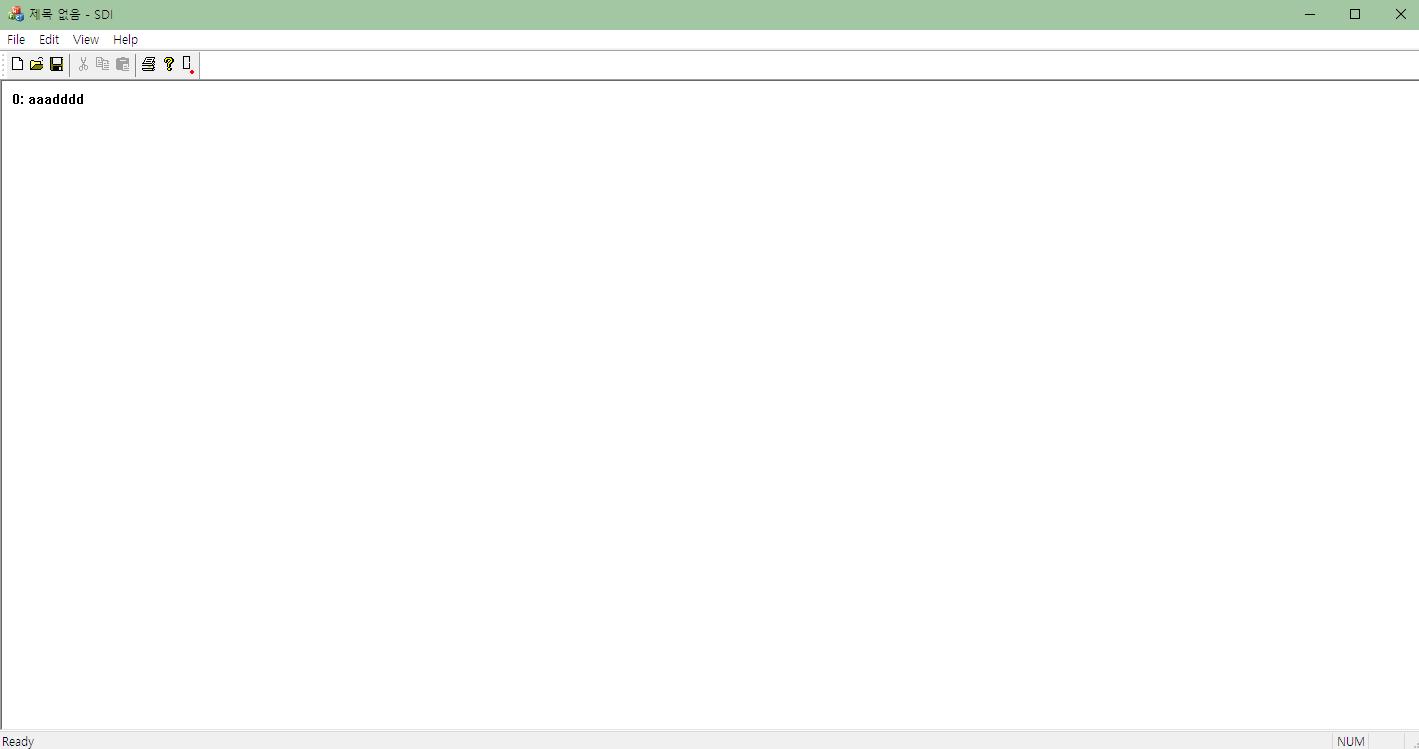 제목 없음 - SDI
File Edit View Help
0: aaadddd
Ready
NUM